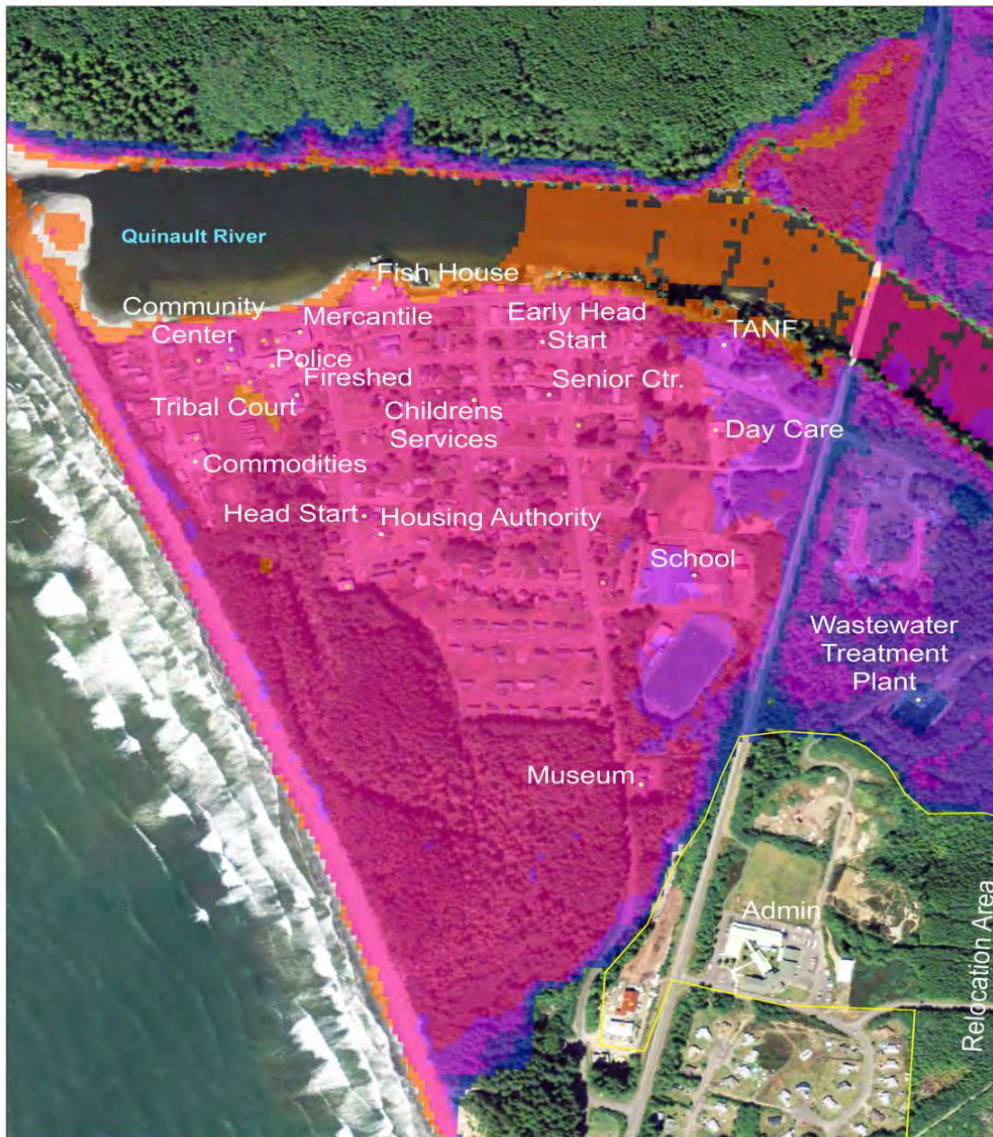 Quinault River
Fish House
Community
Center
Mercantile
Early Head
Start
TANF
Police
Fireshed
Senior Ctr.
Tribal Court
Childrens
Services
Day Care
Commodities
Head Start
Housing Authority
School
Wastewater
Treatment
Plant
Museum
Admin
Relocation Area